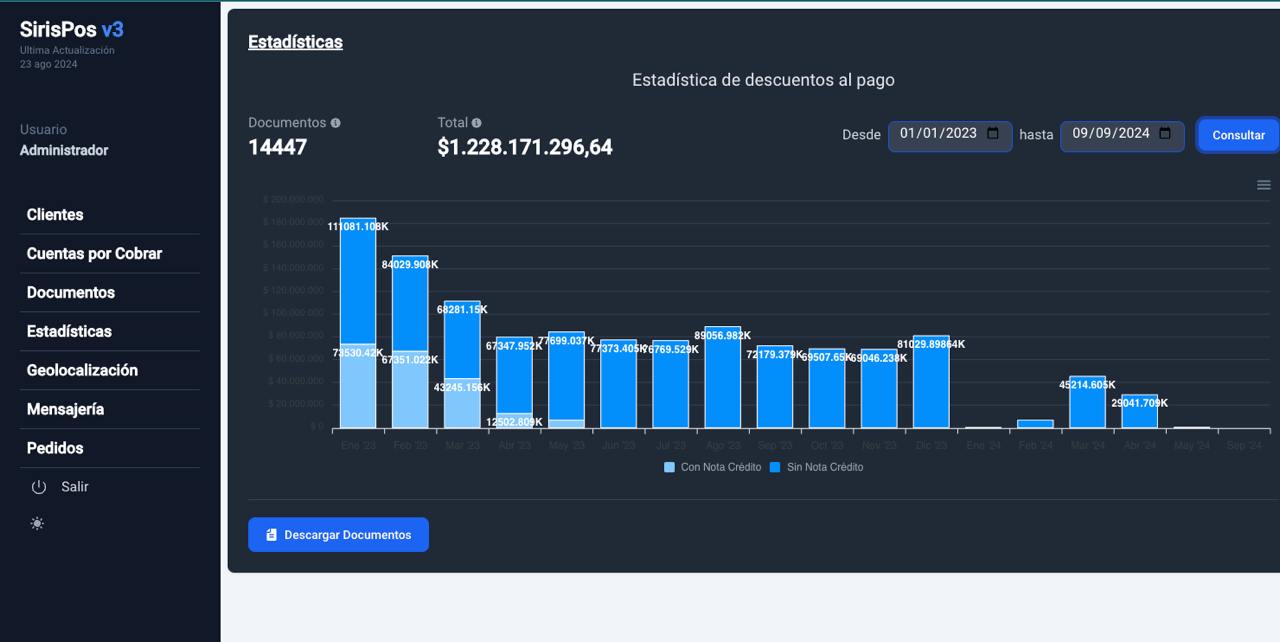 SirisPos v3
Ultima Actualización
23 ago 2024
Usuario
Administrador
Clientes
Cuentas por Cobrar
Documentos
Estadísticas
Geolocalización
Mensajería
Pedidos
Salir
Estadísticas
Estadística de descuentos al pago
Documentos
14447
Total
$1.228.171.296,64
Desde 01/01/2023 hasta 09/09/2024 Consultar
$ 200.000.000
$ 180.000.000
$ 160.000.000
$ 140.000.000
$ 120.000.000
$ 100.000.000
$ 80.000.000
$ 60.000.000
$ 40.000.000
$ 20.000.000
$ 0
111081.108K
84029.908K
68281.15K
67347.952K
77699.037K
77373.405K
76769.529K
89056.982K
72179.379K
69507.65K
69046.238K
81029.89864K
45214.605K
29041.709K
73530.42K
67351.022K
43245.156K
12502.809K
Ene '23 Feb '23 Mar '23 Abr '23 May '23 Jun '23 Jul '23 Ago '23 Sep '23 Oct '23 Nov '23 Dic '23 Ene '24 Feb '24 Mar '24 Abr '24 May '24 Sep '24
Con Nota Crédito Sin Nota Crédito
Descargar Documentos